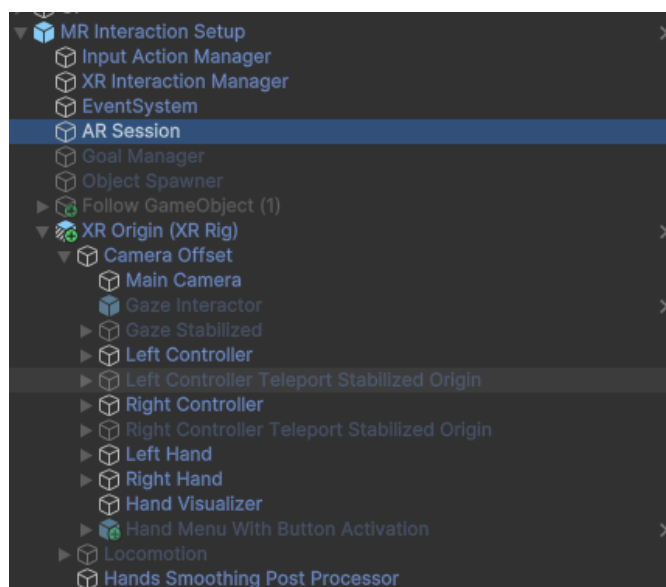 MR Interaction Setup
Input Action Manager
XR Interaction Manager
EventSystem
AR Session
Goal Manager
Object Spawner
Follow GameObject (1)
XR Origin (XR Rig)
Camera Offset
Main Camera
Gaze Interactor
Gaze Stabilized
Left Controller
Left Controller Teleport Stabilized Origin
Right Controller
Right Controller Teleport Stabilized Origin
Left Hand
Right Hand
Hand Visualizer
Hand Menu With Button Activation
Locomotion
Hands Smoothing Post Processor